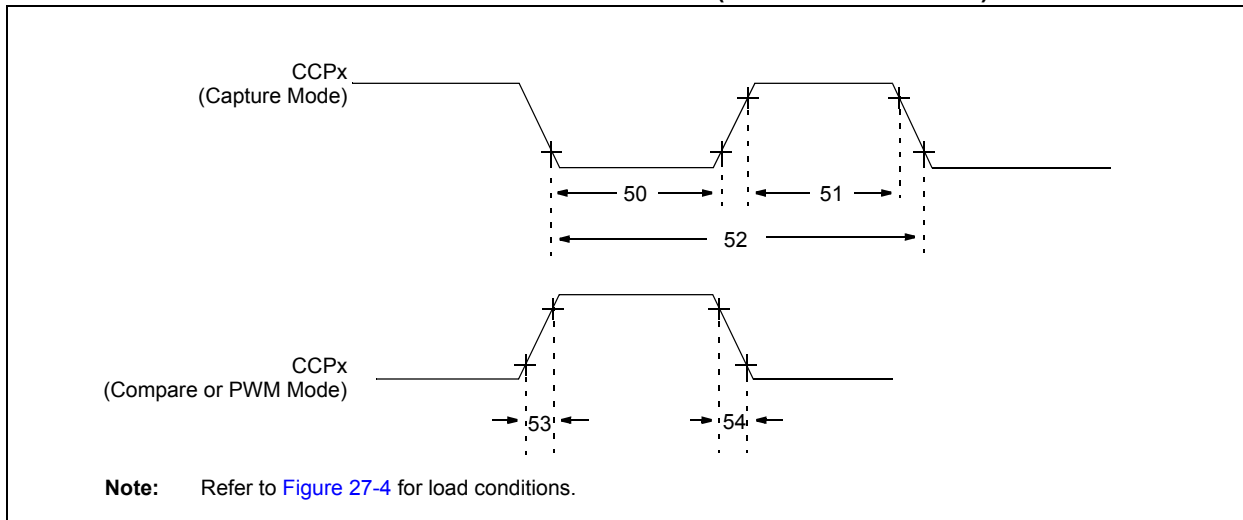 CCPx
(Capture Mode)
50
51
52
CCPx
(Compare or PWM Mode)
53
54
Note: Refer to Figure 27-4 for load conditions.